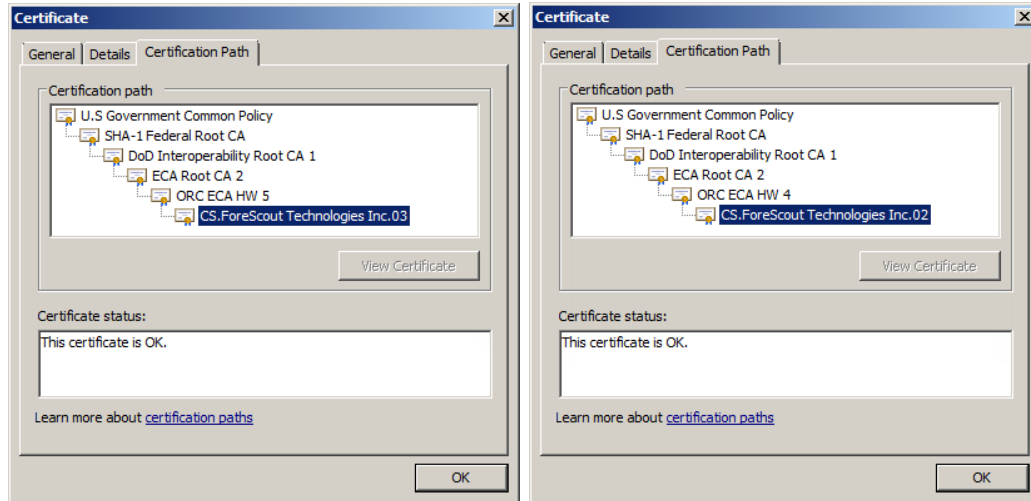 Certificate
General Details Certification Path
Certification path
U.S Government Common Policy
SHA-1 Federal Root CA
DoD Interoperability Root CA 1
ECA Root CA 2
ORC ECA HW 5
CS.ForeScout Technologies Inc.03
View Certificate
Certificate status:
This certificate is OK.
Learn more about certification paths
OK
Certificate
General Details Certification Path
Certification path
U.S Government Common Policy
SHA-1 Federal Root CA
DoD Interoperability Root CA 1
ECA Root CA 2
ORC ECA HW 4
CS.ForeScout Technologies Inc.02
View Certificate
Certificate status:
This certificate is OK.
Learn more about certification paths
OK